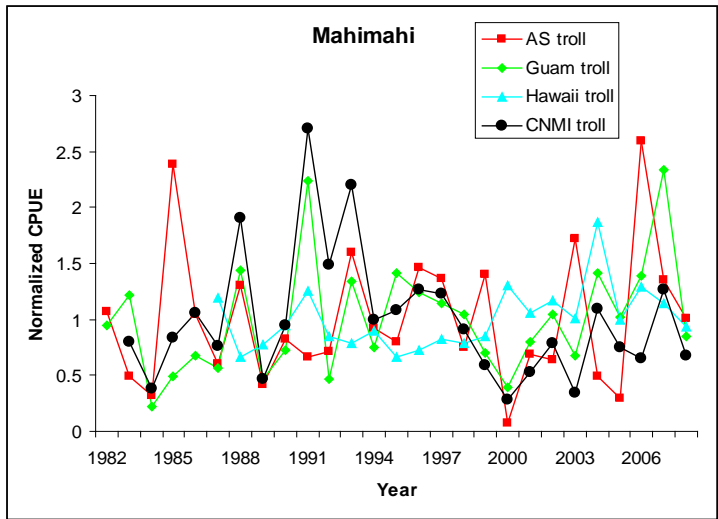 Mahimahi
AS troll
Guam troll
Hawaii troll
CNMI troll
3
2.5
2
1.5
1
0.5
0
Normalized CPUE
1982 1985 1988 1991 1994 1997 2000 2003 2006
Year